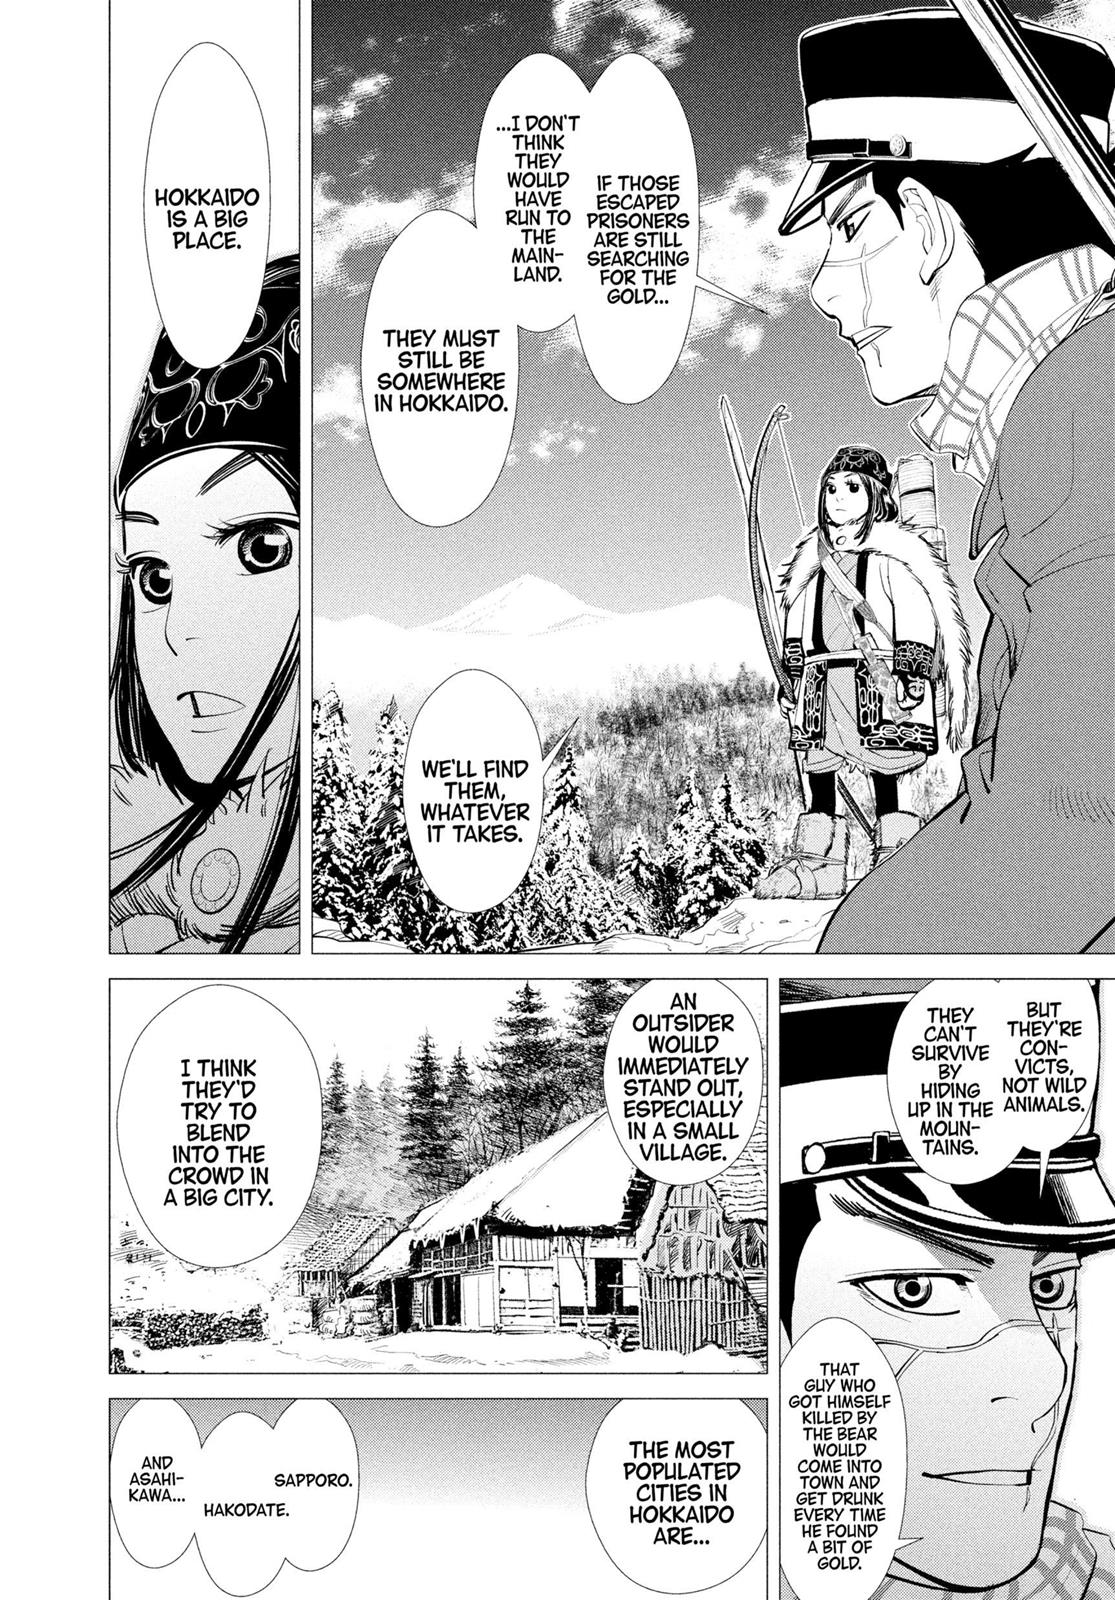 IF THOSE
ESCAPED
PRISONERS
ARE STILL
SEARCHING
FOR THE
GOLD...
...I DON'T
THINK
THEY
WOULD
HAVE
RUN TO
THE
MAIN-
LAND.
THEY MUST
STILL BE
SOMEWHERE
IN HOKKAIDO.
WE'LL FIND
THEM,
WHATEVER
IT TAKES.
HOKKAIDO
IS A BIG
PLACE.
BUT
THEY'RE
CON-
VICTS,
NOT WILD
ANIMALS.
THEY
CAN'T
SURVIVE
BY
HIDING
UP IN THE
MOUN-
TAINS.
THAT
GUY WHO
GOT HIMSELF
KILLED BY
THE BEAR
WOULD
COME INTO
TOWN AND
GET DRUNK
EVERY TIME
HE FOUND
A BIT OF
GOLD.
AN
OUTSIDER
WOULD
IMMEDIATELY
STAND OUT,
ESPECIALLY
IN A SMALL
VILLAGE.
I THINK
THEY'D
TRY TO
BLEND
INTO THE
CROWD IN
A BIG CITY.
THE MOST
POPULATED
CITIES IN
HOKKAIDO
ARE...
SAPPORO.
HAKODATE.
AND
ASAHI-
KAWA...